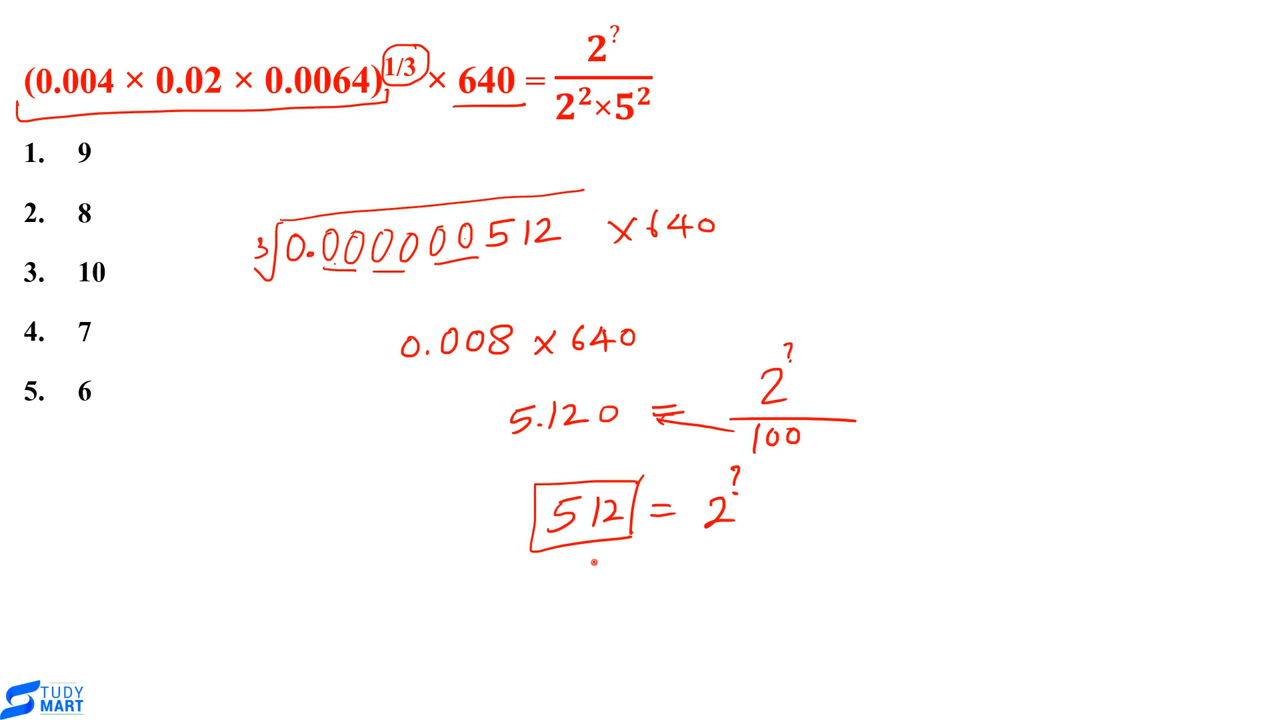 (0.004 × 0.02 × 0.0064)^{1/3} × 640 = \frac{2^?}{2^2×5^2}
1. 9
2. 8
3. 10
4. 7
5. 6
∛0.000000512 × 640
0.008 × 640
5.120 = \frac{2^?}{100}
512 = 2^?
STUDY
MART